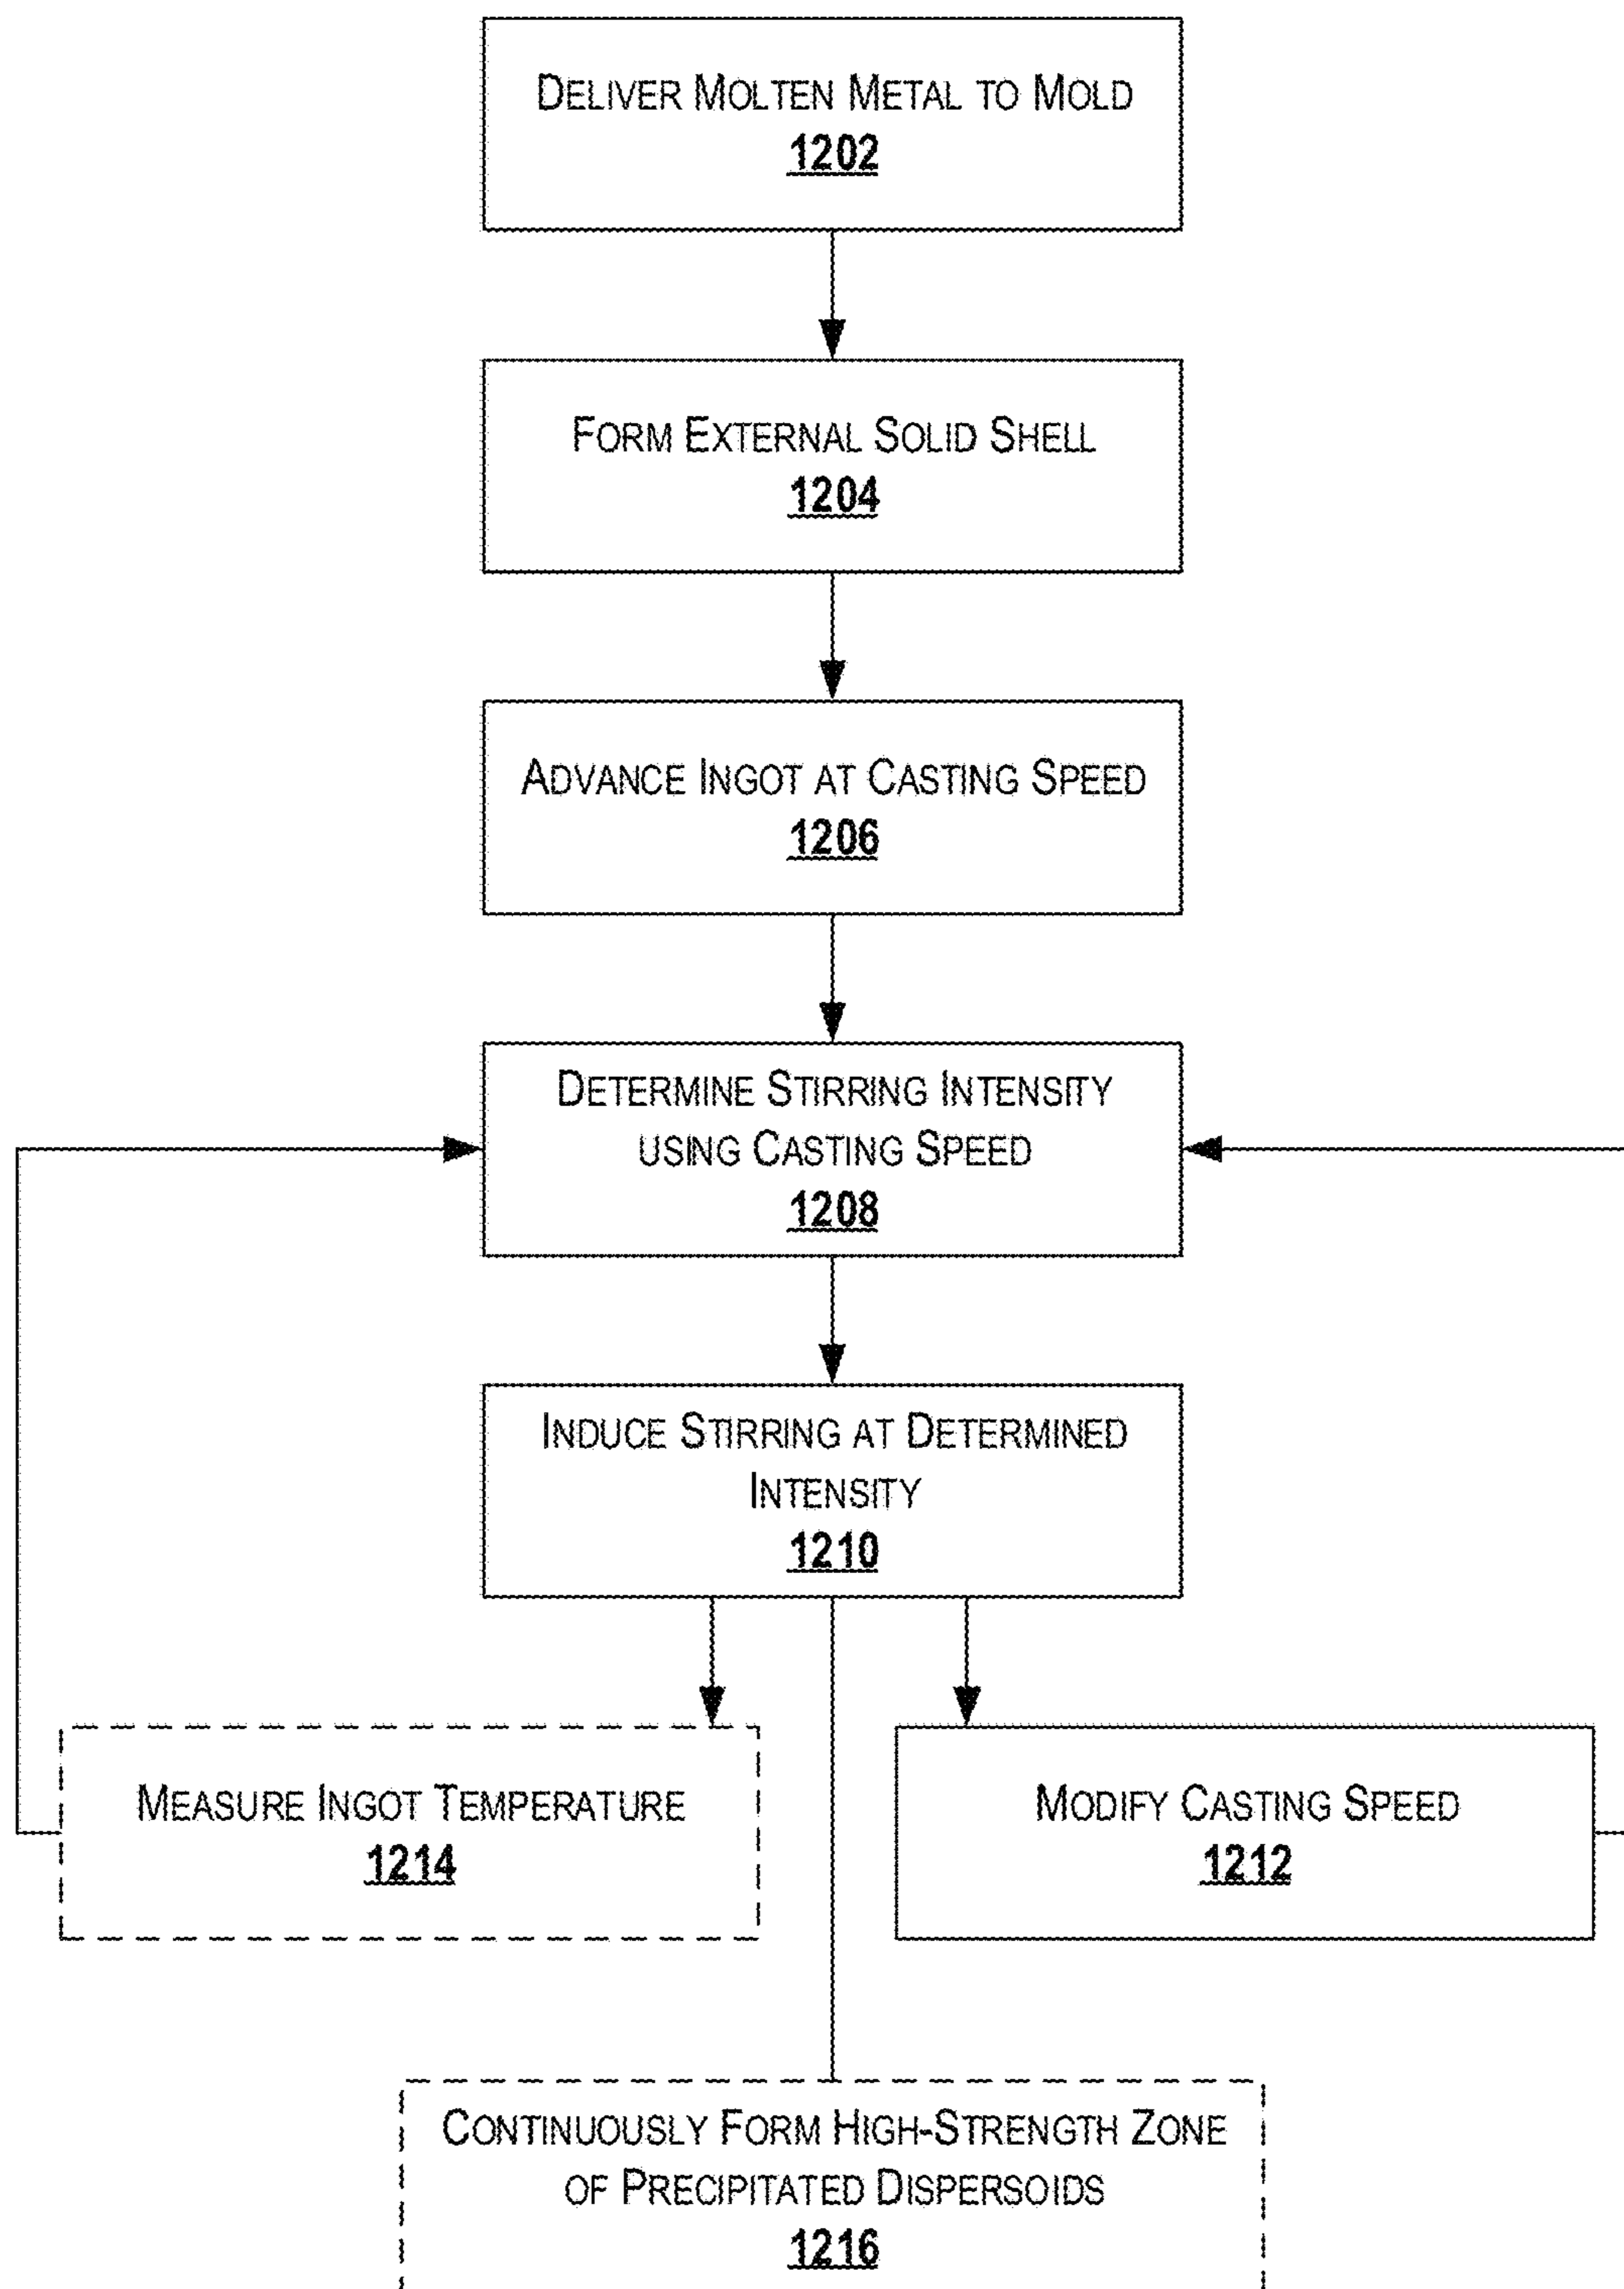 DELIVER MOLTEN METAL TO MOLD
1202
FORM EXTERNAL SOLID SHELL
1204
ADVANCE INGOT AT CASTING SPEED
1206
DETERMINE STIRRING INTENSITY
USING CASTING SPEED
1208
INDUCE STIRRING AT DETERMINED
INTENSITY
1210
MEASURE INGOT TEMPERATURE
1214
MODIFY CASTING SPEED
1212
CONTINUOUSLY FORM HIGH-STRENGTH ZONE
OF PRECIPITATED DISPERSOIDS
1216